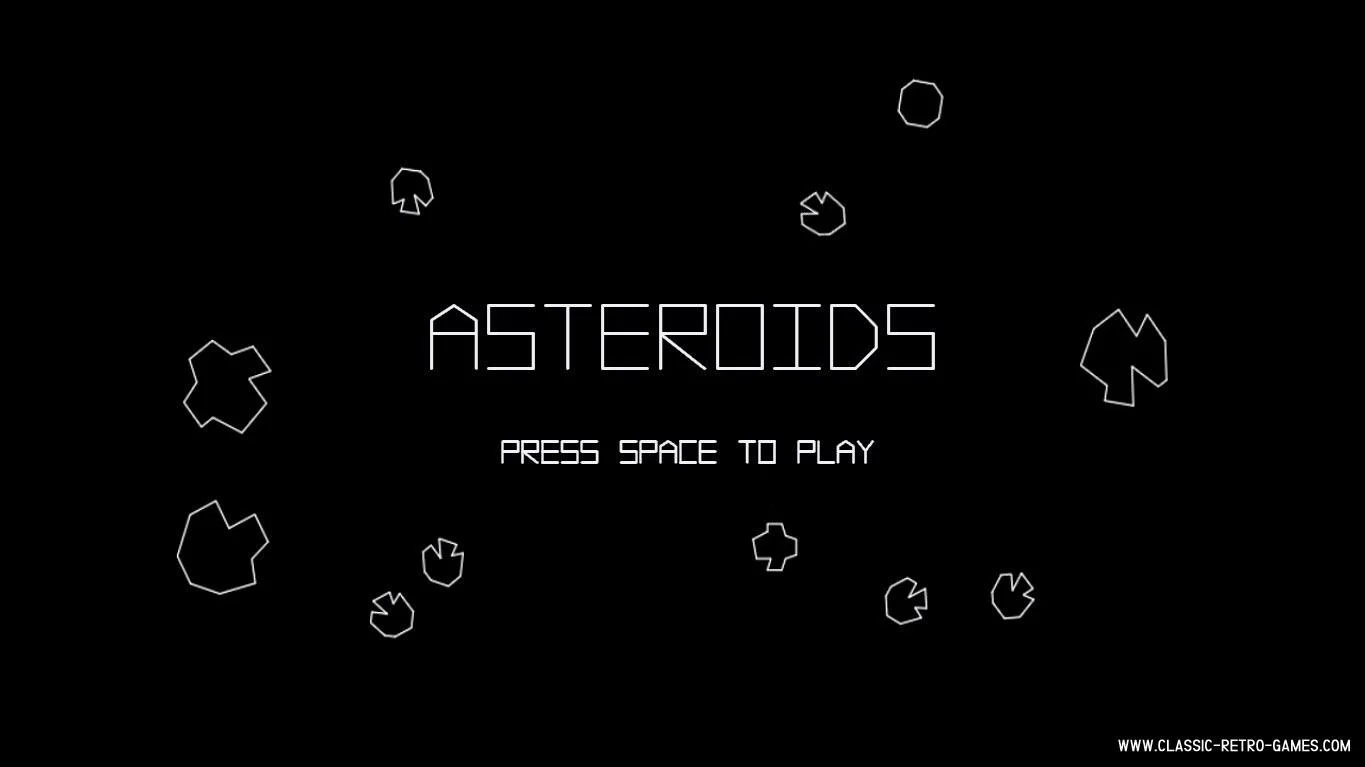 ASTEROIDS
PRESS SPACE TO PLAY
WWW.CLASSIC-RETRO-GAMES.COM